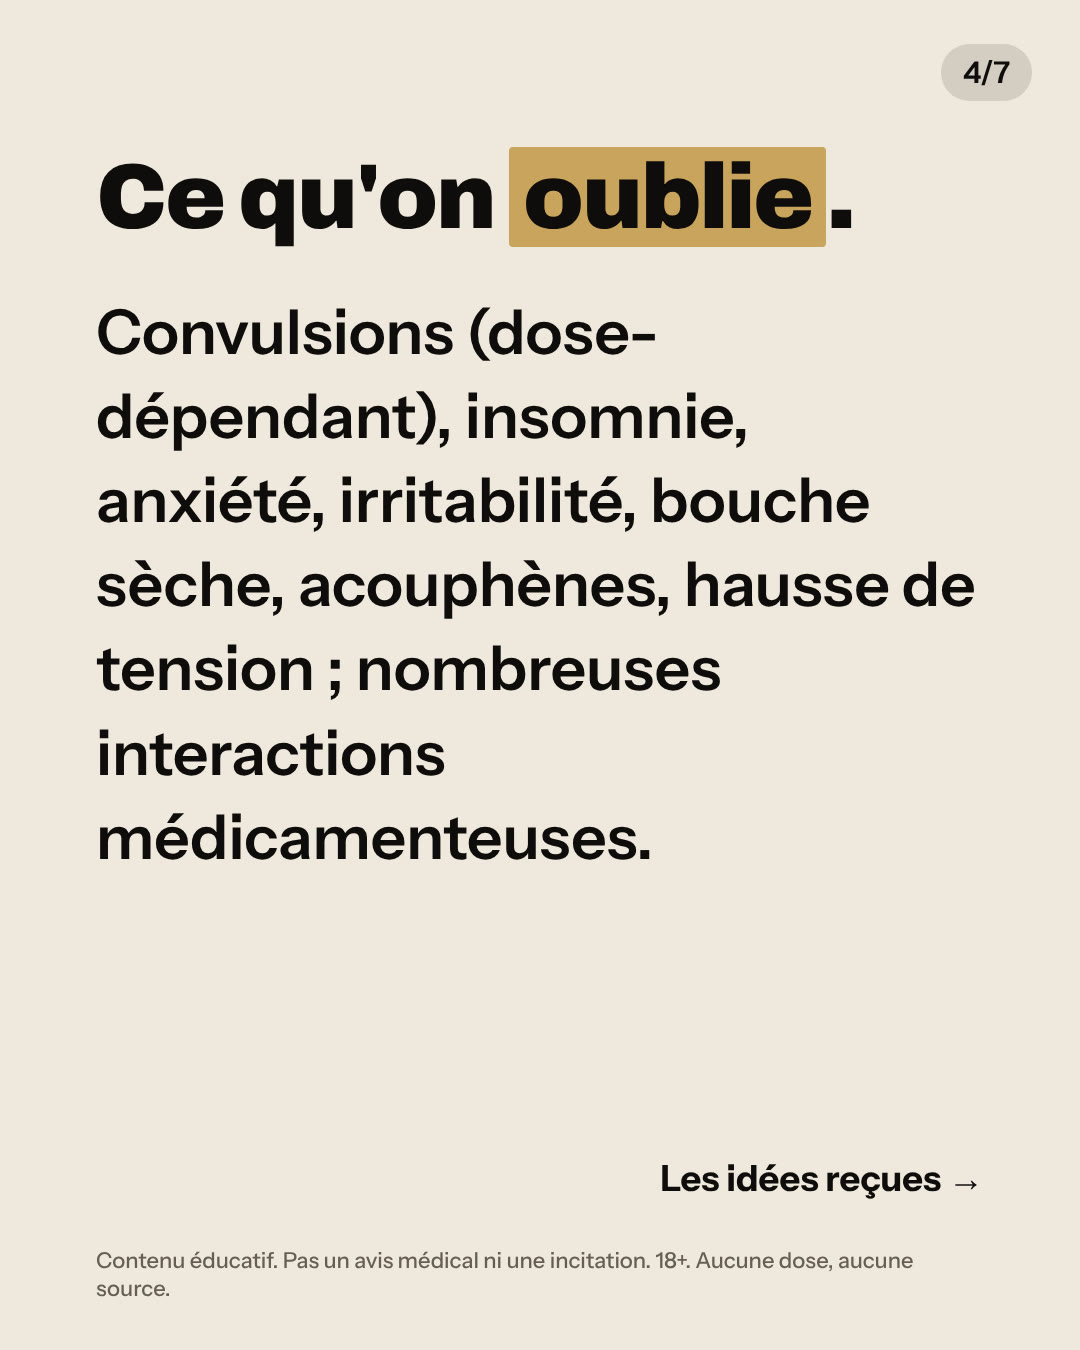 4/7
Ce qu'on oublie.
Convulsions (dose-
dépendant), insomnie,
anxiété, irritabilité, bouche
sèche, acouphènes, hausse de
tension ; nombreuses
interactions
médicamenteuses.
Les idées reçues →
Contenu éducatif. Pas un avis médical ni une incitation. 18+. Aucune dose, aucune
source.